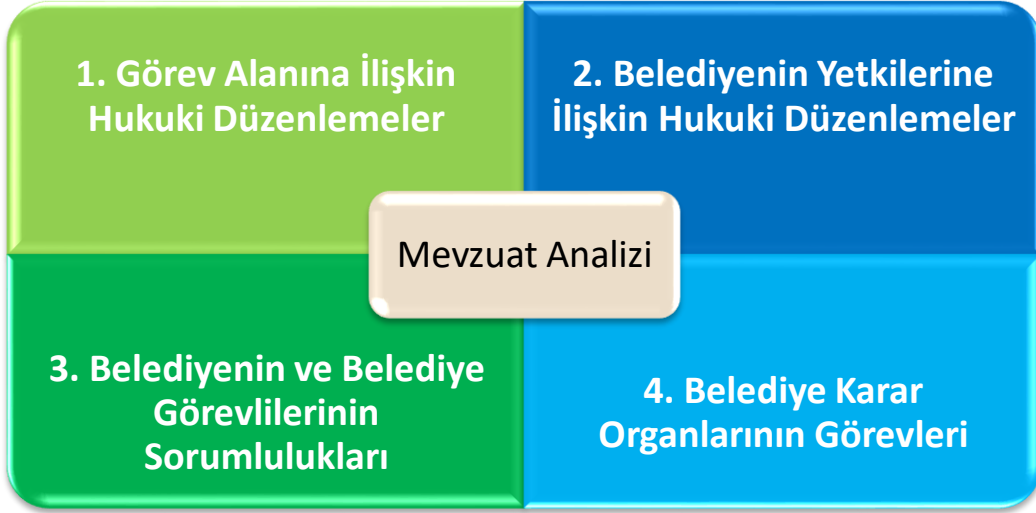 1. Görev Alanına İlişkin
Hukuki Düzenlemeler
2. Belediyenin Yetkilerine
İlişkin Hukuki Düzenlemeler
Mevzuat Analizi
3. Belediyenin ve Belediye
Görevlilerinin
Sorumlulukları
4. Belediye Karar
Organlarının Görevleri